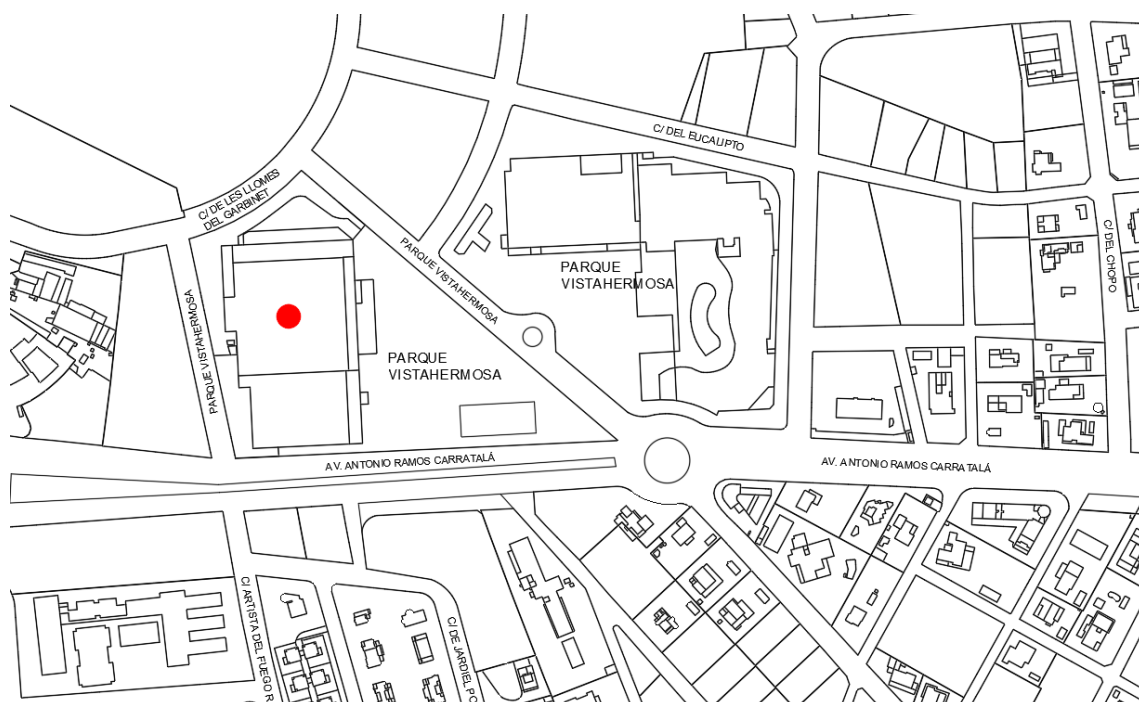 C/ DEL EUCALIPTO
C/ DE LES LLOMES
DEL GARBINET
PARQUE VISTAHERMOSA
C/ DEL CHOPO
PARQUE
VISTAHERMOSA
PARQUE VISTAHERMOSA
PARQUE
VISTAHERMOSA
AV. ANTONIO RAMOS CARRATALÁ
AV. ANTONIO RAMOS CARRATALÁ
C/ ARTISTA DEL FUEGO R
C/ DE JARDIEL PO